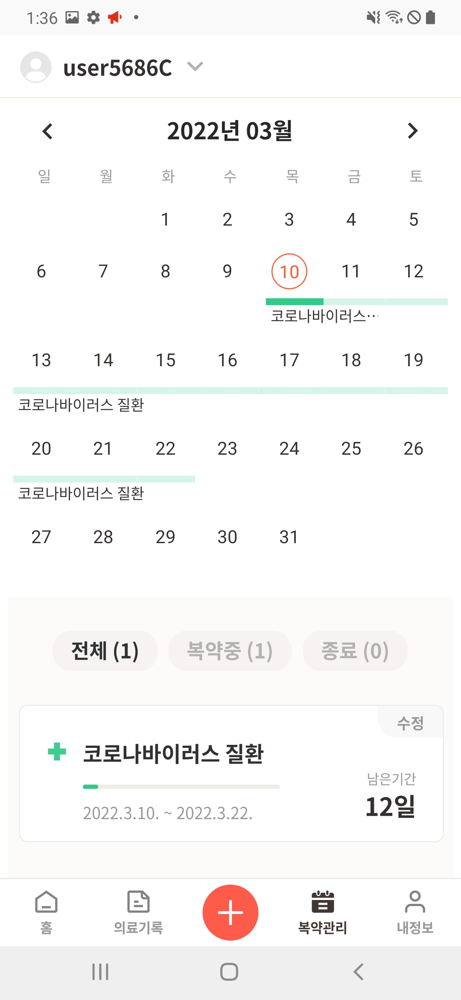 1:36
user5686C
2022년 03월
일 월 화 수 목 금 토
1 2 3 4 5
6 7 8 9 10 11 12
코로나바이러스…
13 14 15 16 17 18 19
코로나바이러스 질환
20 21 22 23 24 25 26
코로나바이러스 질환
27 28 29 30 31
전체 (1) 복약중 (1) 종료 (0)
수정
코로나바이러스 질환
남은기간
12일
2022.3.10. ~ 2022.3.22.
홈 의료기록 복약관리 내정보